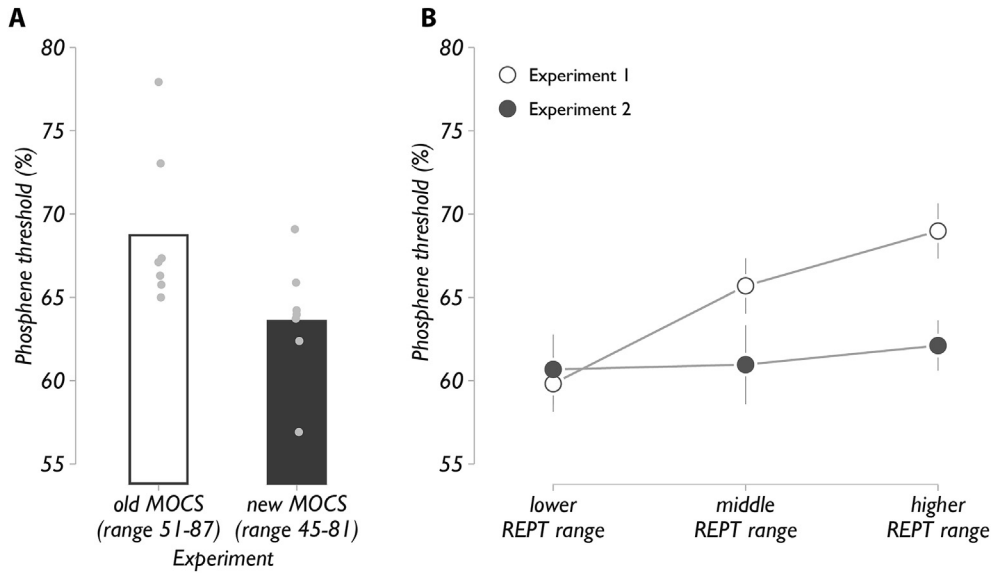 A
Phosphene threshold (%)
80
75
70
65
60
55
old MOCS
(range 51-87)
new MOCS
(range 45-81)
Experiment
B
Phosphene threshold (%)
80
75
70
65
60
55
Experiment 1
Experiment 2
lower
REPT range
middle
REPT range
higher
REPT range